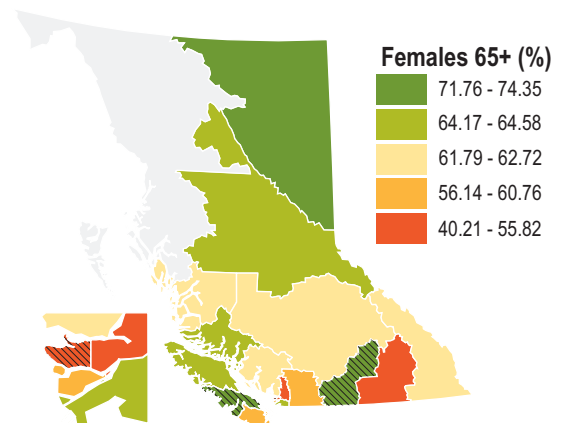 Females 65+ (%)
71.76 - 74.35
64.17 - 64.58
61.79 - 62.72
56.14 - 60.76
40.21 - 55.82